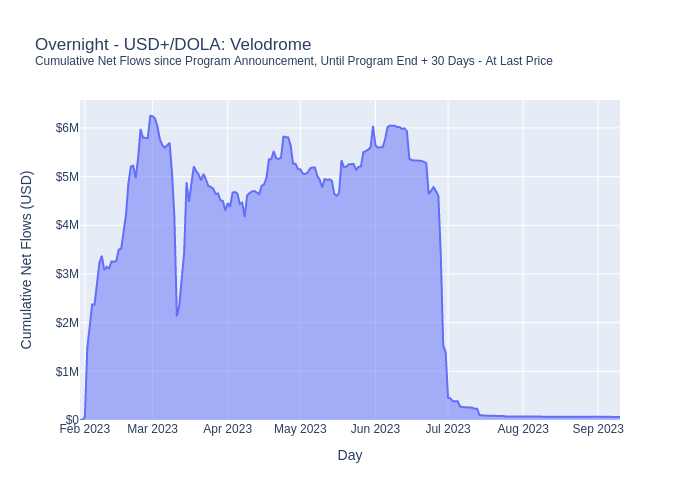 Overnight - USD+/DOLA: Velodrome
Cumulative Net Flows since Program Announcement, Until Program End + 30 Days - At Last Price
$6M
$5M
$4M
$3M
$2M
$1M
$0
Cumulative Net Flows (USD)
Feb 2023 Mar 2023 Apr 2023 May 2023 Jun 2023 Jul 2023 Aug 2023 Sep 2023
Day